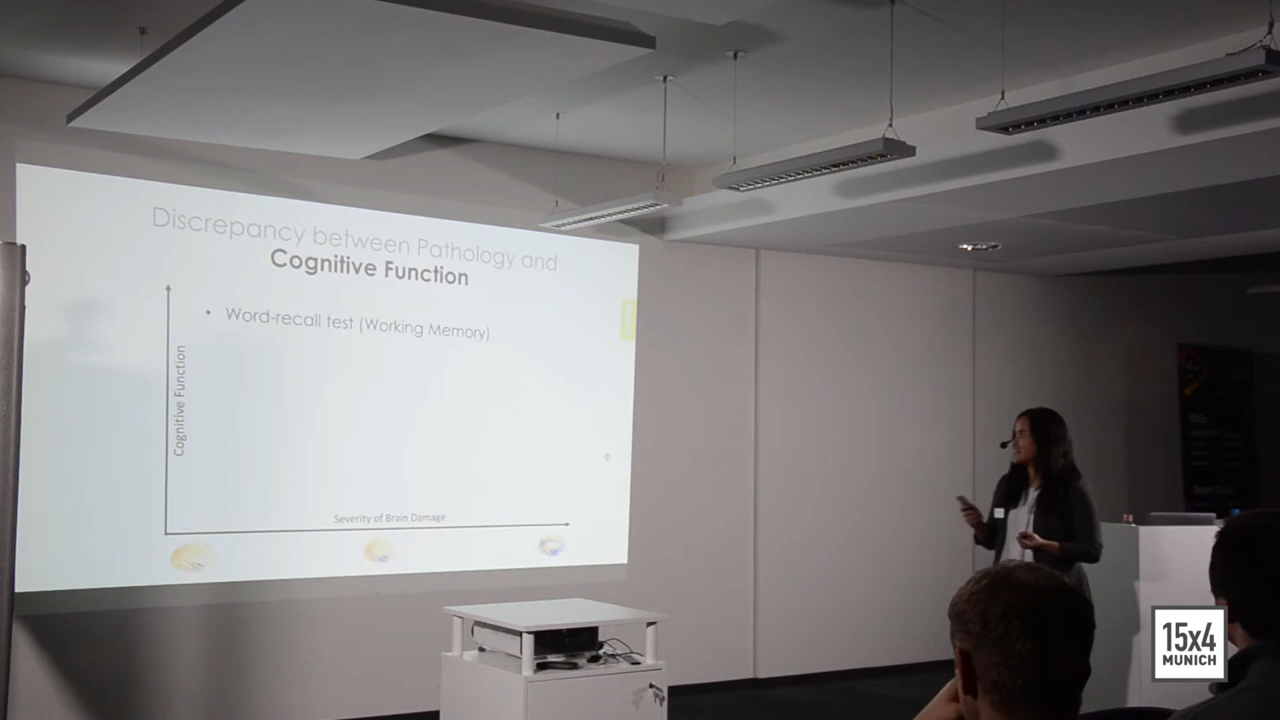 Discrepancy between Pathology and
Cognitive Function
• Word-recall test (Working Memory)
Cognitive Function
Severity of Brain Damage
15x4
MUNICH